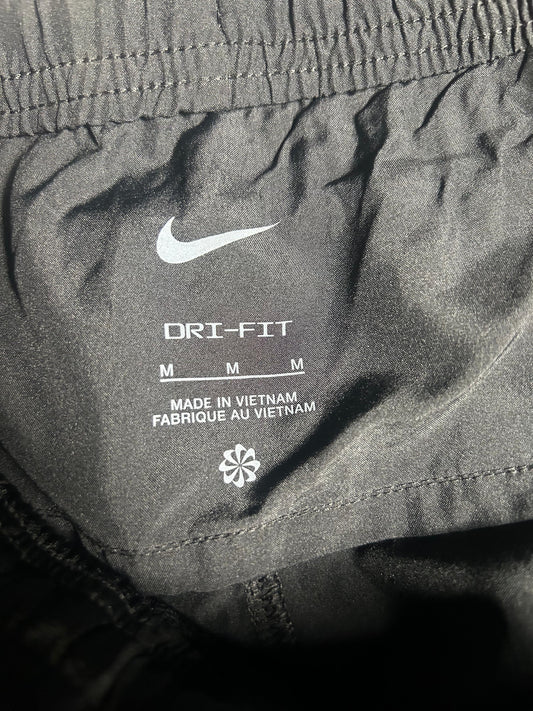 DRI-FIT
M M M
MADE IN VIETNAM
FABRIQUE AU VIETNAM